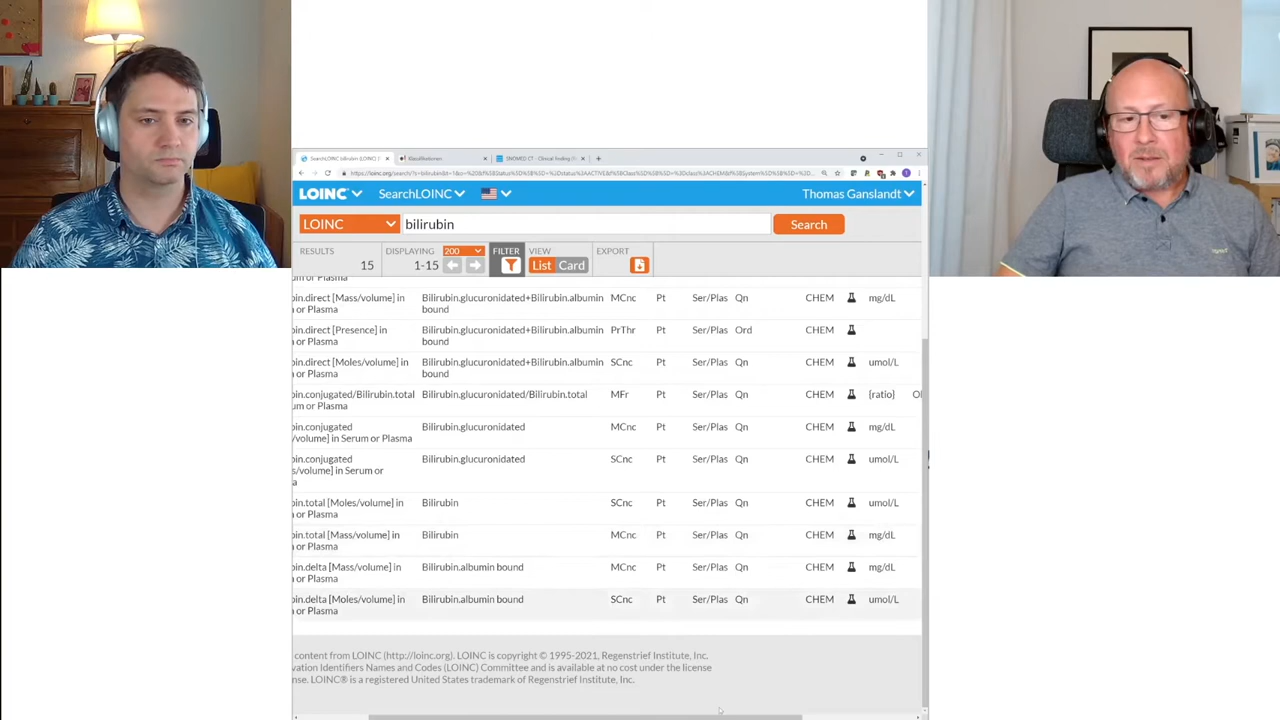 SearchLOINC bilirubin (LOINC)
Klassifikationen
SNOMED CT - Clinical finding
LOINC SearchLOINC Thomas Ganslandt
LOINC bilirubin Search
RESULTS DISPLAYING 200 FILTER VIEW EXPORT
15 1-15 List Card
m or Plasma
bin.direct [Mass/volume] in Bilirubin.glucuronidated+Bilirubin.albumin MCnc Pt Ser/Plas Qn CHEM mg/dL
m or Plasma bound
bin.direct [Presence] in Bilirubin.glucuronidated+Bilirubin.albumin PrThr Pt Ser/Plas Ord CHEM
m or Plasma bound
bin.direct [Moles/volume] in Bilirubin.glucuronidated+Bilirubin.albumin SCnc Pt Ser/Plas Qn CHEM umol/L
m or Plasma bound
bin.conjugated/Bilirubin.total Bilirubin.glucuronidated/Bilirubin.total MFr Pt Ser/Plas Qn CHEM {ratio}
um or Plasma
bin.conjugated Bilirubin.glucuronidated MCnc Pt Ser/Plas Qn CHEM mg/dL
/volume] in Serum or Plasma
bin.conjugated Bilirubin.glucuronidated SCnc Pt Ser/Plas Qn CHEM umol/L
s/volume] in Serum or
a
bin.total [Moles/volume] in Bilirubin SCnc Pt Ser/Plas Qn CHEM umol/L
m or Plasma
bin.total [Mass/volume] in Bilirubin MCnc Pt Ser/Plas Qn CHEM mg/dL
m or Plasma
bin.delta [Mass/volume] in Bilirubin.albumin bound MCnc Pt Ser/Plas Qn CHEM mg/dL
m or Plasma
bin.delta [Moles/volume] in Bilirubin.albumin bound SCnc Pt Ser/Plas Qn CHEM umol/L
m or Plasma
content from LOINC (http://loinc.org). LOINC is copyright © 1995-2021, Regenstrief Institute, Inc.
vation Identifiers Names and Codes (LOINC) Committee and is available at no cost under the license
nse. LOINC® is a registered United States trademark of Regenstrief Institute, Inc.